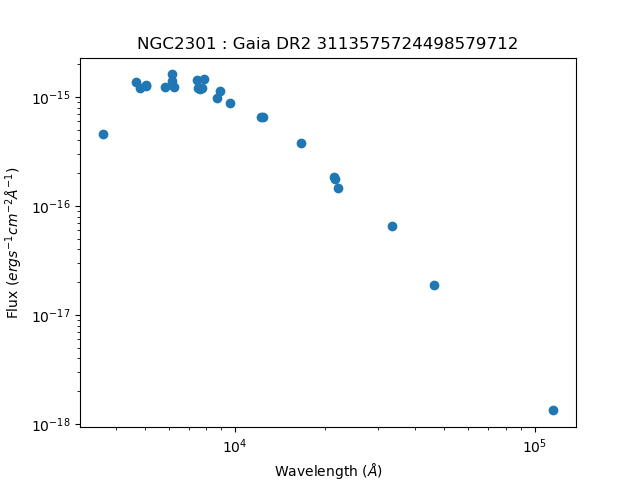 NGC2301 : Gaia DR2 3113575724498579712
Flux (ergs⁻¹cm⁻²Å⁻¹)
10⁻¹⁵
10⁻¹⁶
10⁻¹⁷
10⁻¹⁸
10⁴ 10⁵
Wavelength (Å)